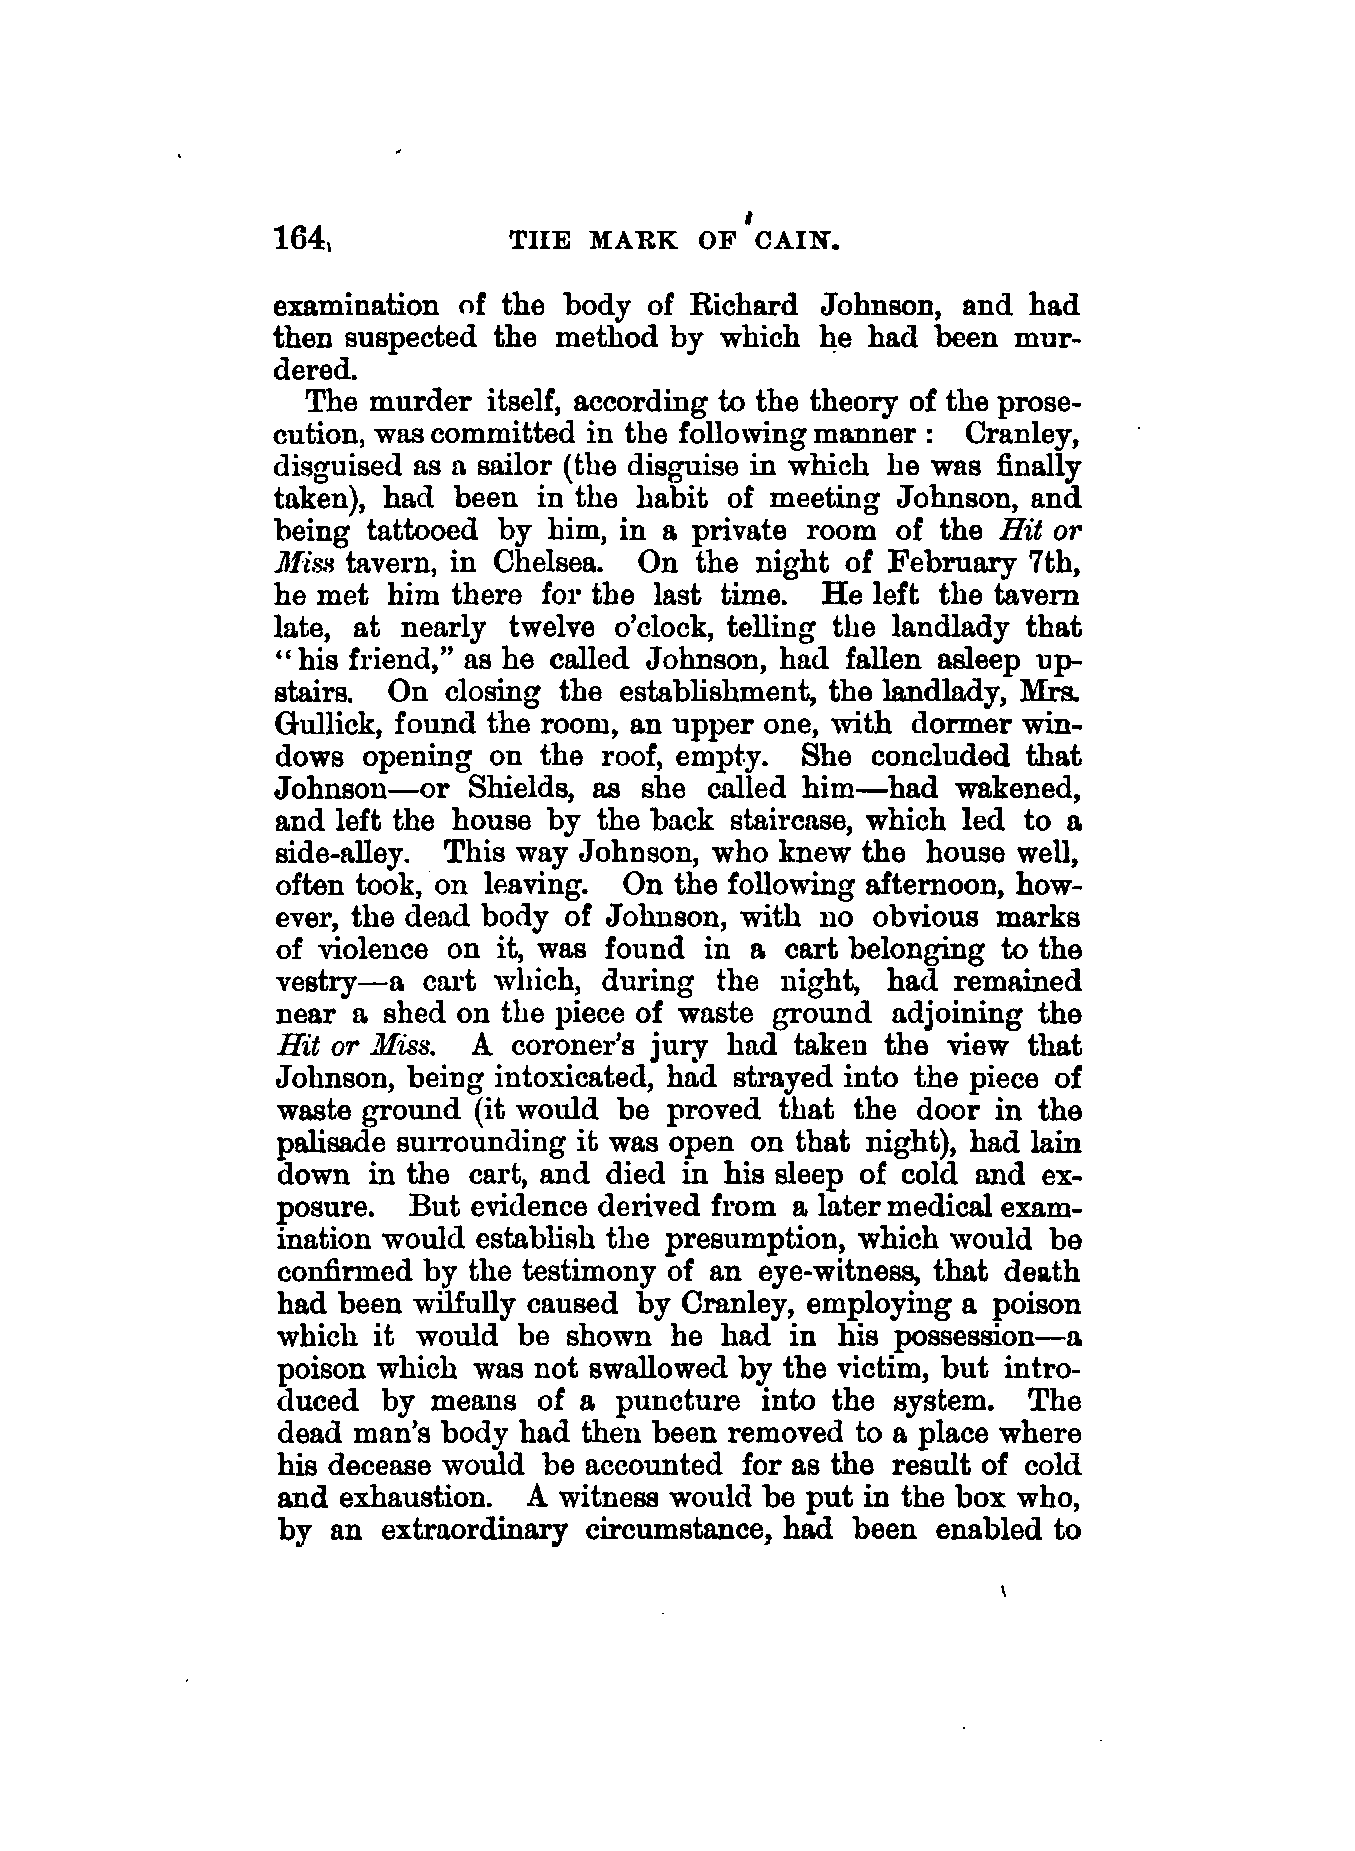 164 THE MARK OF CAIN.
examination of the body of Richard Johnson, and had
then suspected the method by which he had been mur-
dered.
The murder itself, according to the theory of the prose-
cution, was committed in the following manner : Cranley,
disguised as a sailor (the disguise in which he was finally
taken), had been in the habit of meeting Johnson, and
being tattooed by him, in a private room of the Hit or
Miss tavern, in Chelsea. On the night of February 7th,
he met him there for the last time. He left the tavern
late, at nearly twelve o'clock, telling the landlady that
“his friend,” as he called Johnson, had fallen asleep up-
stairs. On closing the establishment, the landlady, Mrs.
Gullick, found the room, an upper one, with dormer win-
dows opening on the roof, empty. She concluded that
Johnson—or Shields, as she called him—had wakened,
and left the house by the back staircase, which led to a
side-alley. This way Johnson, who knew the house well,
often took, on leaving. On the following afternoon, how-
ever, the dead body of Johnson, with no obvious marks
of violence on it, was found in a cart belonging to the
vestry—a cart which, during the night, had remained
near a shed on the piece of waste ground adjoining the
Hit or Miss. A coroner's jury had taken the view that
Johnson, being intoxicated, had strayed into the piece of
waste ground (it would be proved that the door in the
palisade surrounding it was open on that night), had lain
down in the cart, and died in his sleep of cold and ex-
posure. But evidence derived from a later medical exam-
ination would establish the presumption, which would be
confirmed by the testimony of an eye-witness, that death
had been wilfully caused by Cranley, employing a poison
which it would be shown he had in his possession—a
poison which was not swallowed by the victim, but intro-
duced by means of a puncture into the system. The
dead man's body had then been removed to a place where
his decease would be accounted for as the result of cold
and exhaustion. A witness would be put in the box who,
by an extraordinary circumstance, had been enabled to